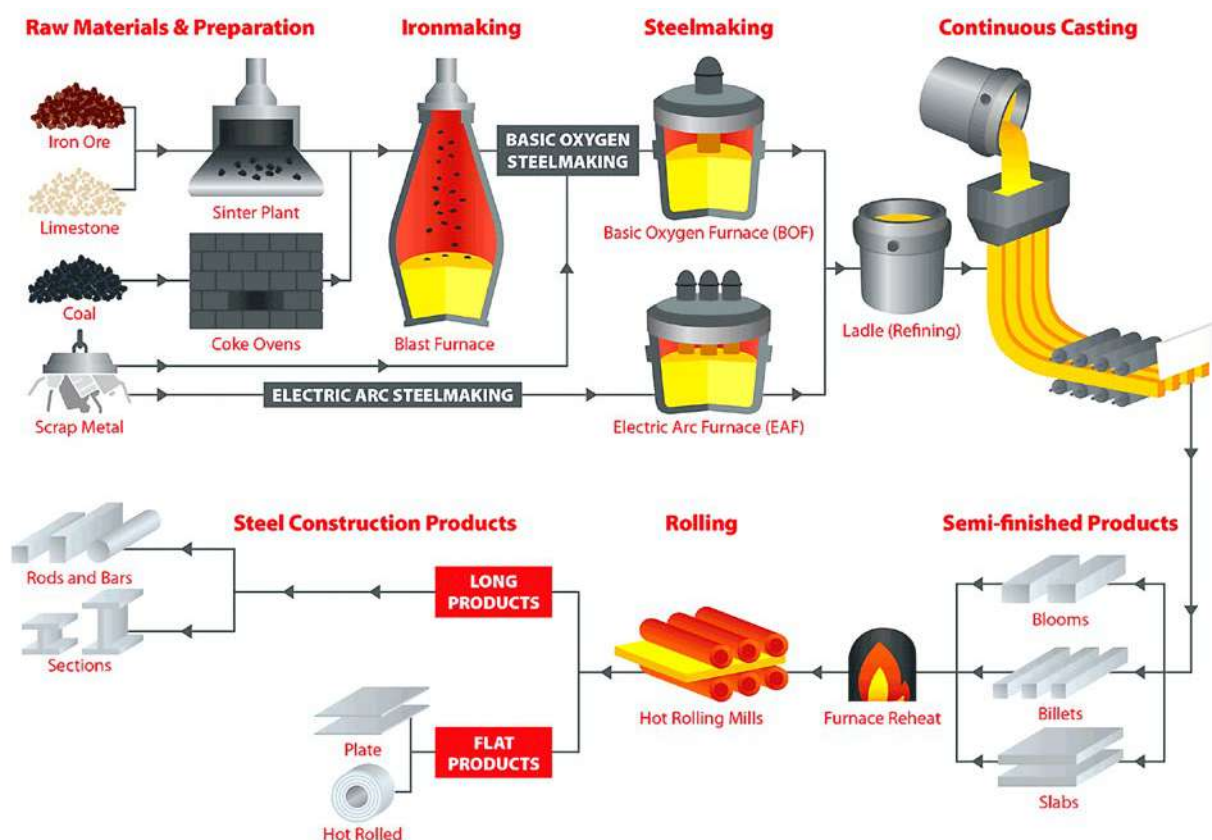 Raw Materials & Preparation
Ironmaking
Steelmaking
Continuous Casting
Iron Ore
Limestone
Sinter Plant
Coal
Coke Ovens
Scrap Metal
Blast Furnace
BASIC OXYGEN
STEELMAKING
ELECTRIC ARC STEELMAKING
Basic Oxygen Furnace (BOF)
Electric Arc Furnace (EAF)
Ladle (Refining)
Steel Construction Products
Rolling
Semi-finished Products
Rods and Bars
Sections
LONG
PRODUCTS
Plate
Hot Rolled
FLAT
PRODUCTS
Hot Rolling Mills
Furnace Reheat
Blooms
Billets
Slabs